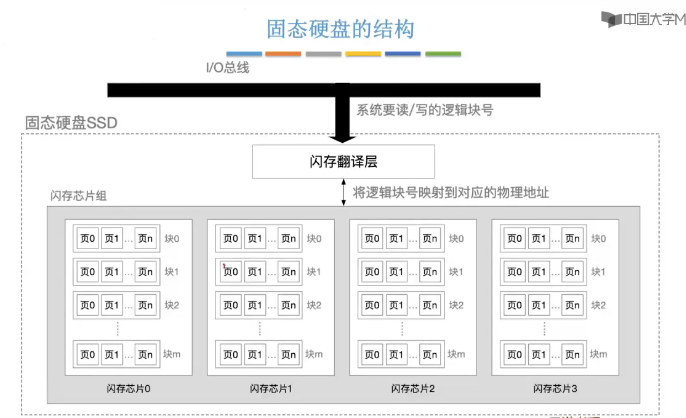 固态硬盘的结构
中国大学M
I/O总线
系统要读/写的逻辑块号
固态硬盘SSD
闪存翻译层
将逻辑块号映射到对应的物理地址
闪存芯片组
页0 页1 … 页n 块0 页0 页1 … 页n 块0 页0 页1 … 页n 块0 页0 页1 … 页n 块0
页0 页1 … 页n 块1 页0 页1 … 页n 块1 页0 页1 … 页n 块1 页0 页1 … 页n 块1
页0 页1 … 页n 块2 页0 页1 … 页n 块2 页0 页1 … 页n 块2 页0 页1 … 页n 块2
页0 页1 … 页n 块m 页0 页1 … 页n 块m 页0 页1 … 页n 块m 页0 页1 … 页n 块m
闪存芯片0 闪存芯片1 闪存芯片2 闪存芯片3